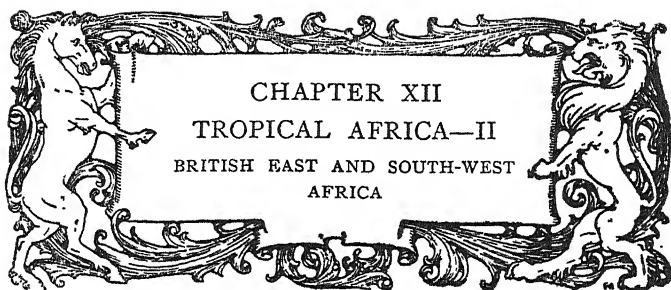 CHAPTER XII
TROPICAL AFRICA—II
BRITISH EAST AND SOUTH-WEST
AFRICA